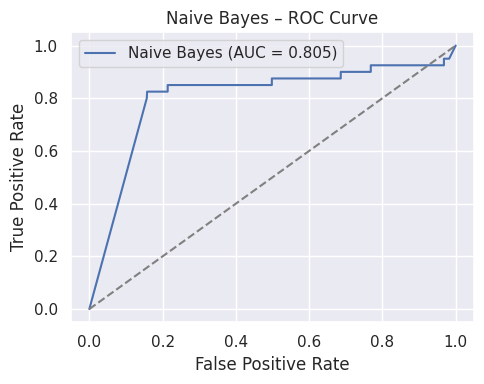 Naive Bayes – ROC Curve
Naive Bayes (AUC = 0.805)
True Positive Rate
1.0
0.8
0.6
0.4
0.2
0.0
0.0 0.2 0.4 0.6 0.8 1.0
False Positive Rate